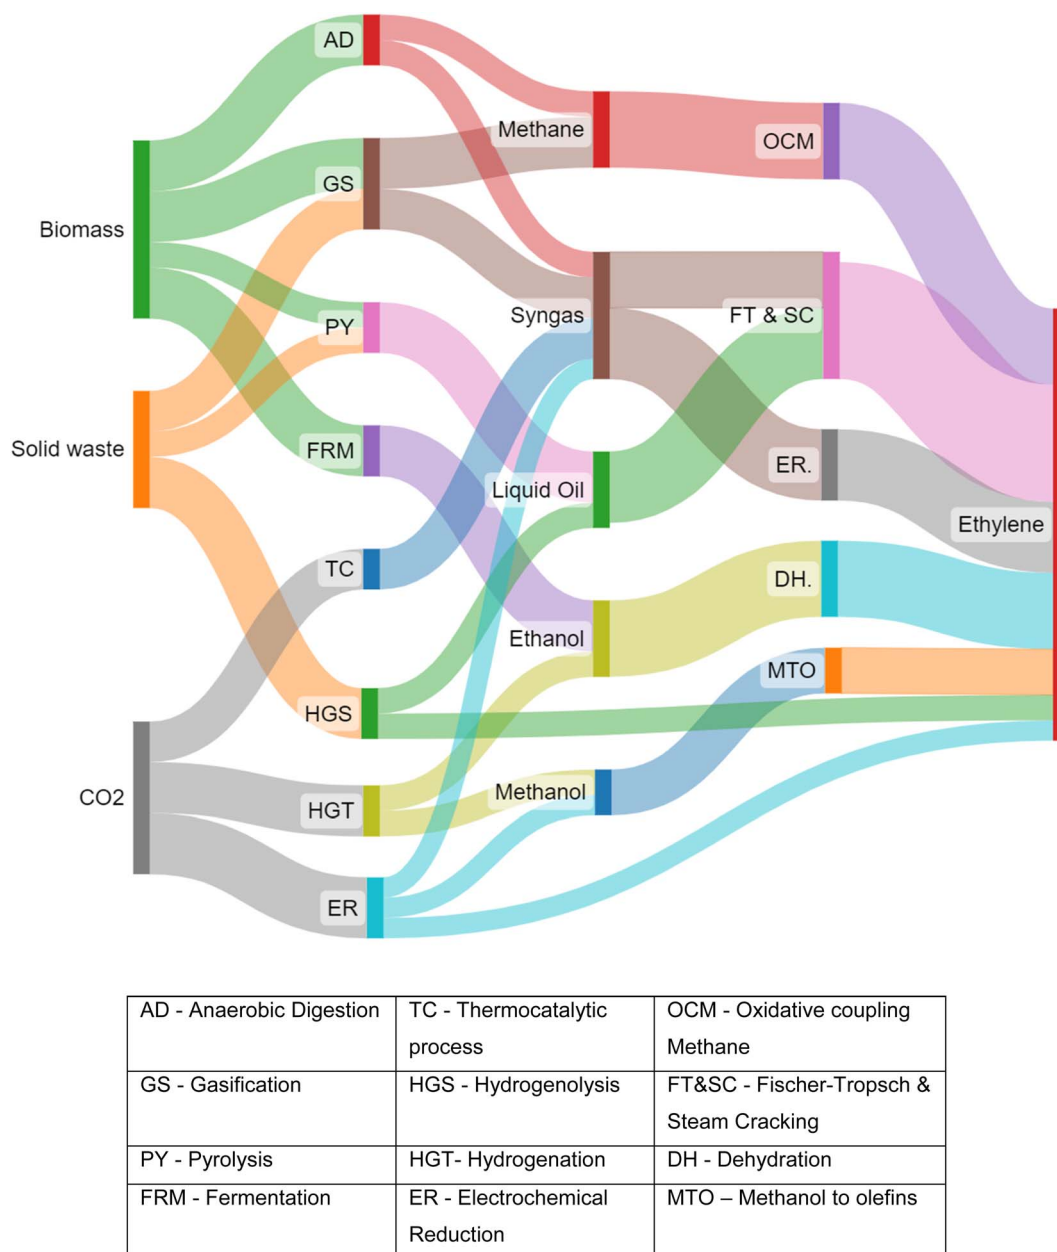 AD
Methane
OCM
GS
Biomass
Syngas
FT & SC
PY
Solid waste
FRM
ER.
Liquid Oil
Ethylene
TC
DH.
Ethanol
MTO
HGS
CO2
HGT
Methanol
ER
AD - Anaerobic Digestion
TC - Thermocatalytic
process
OCM - Oxidative coupling
Methane
GS - Gasification
HGS - Hydrogenolysis
FT&SC - Fischer-Tropsch &
Steam Cracking
PY - Pyrolysis
HGT- Hydrogenation
DH - Dehydration
FRM - Fermentation
ER - Electrochemical
Reduction
MTO – Methanol to olefins